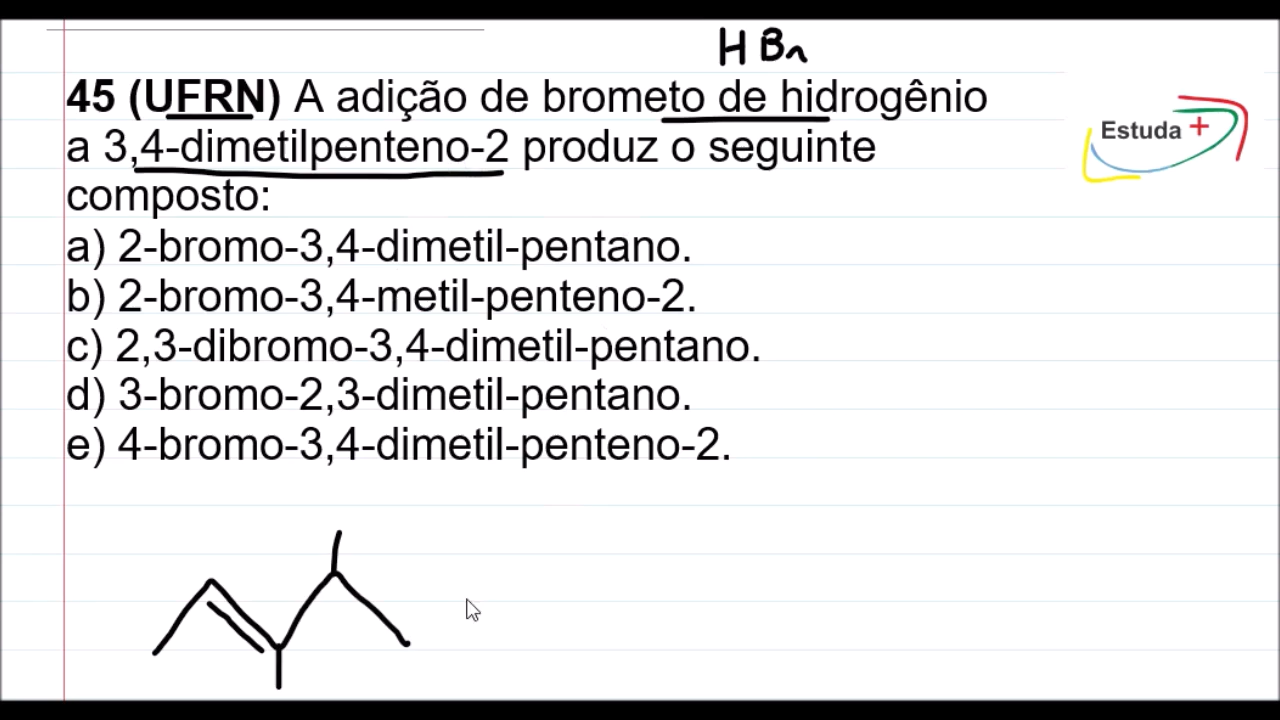 HBr
45 (UFRN) A adição de brometo de hidrogênio
a 3,4-dimetilpenteno-2 produz o seguinte
composto:
a) 2-bromo-3,4-dimetil-pentano.
b) 2-bromo-3,4-metil-penteno-2.
c) 2,3-dibromo-3,4-dimetil-pentano.
d) 3-bromo-2,3-dimetil-pentano.
e) 4-bromo-3,4-dimetil-penteno-2.
Estuda+